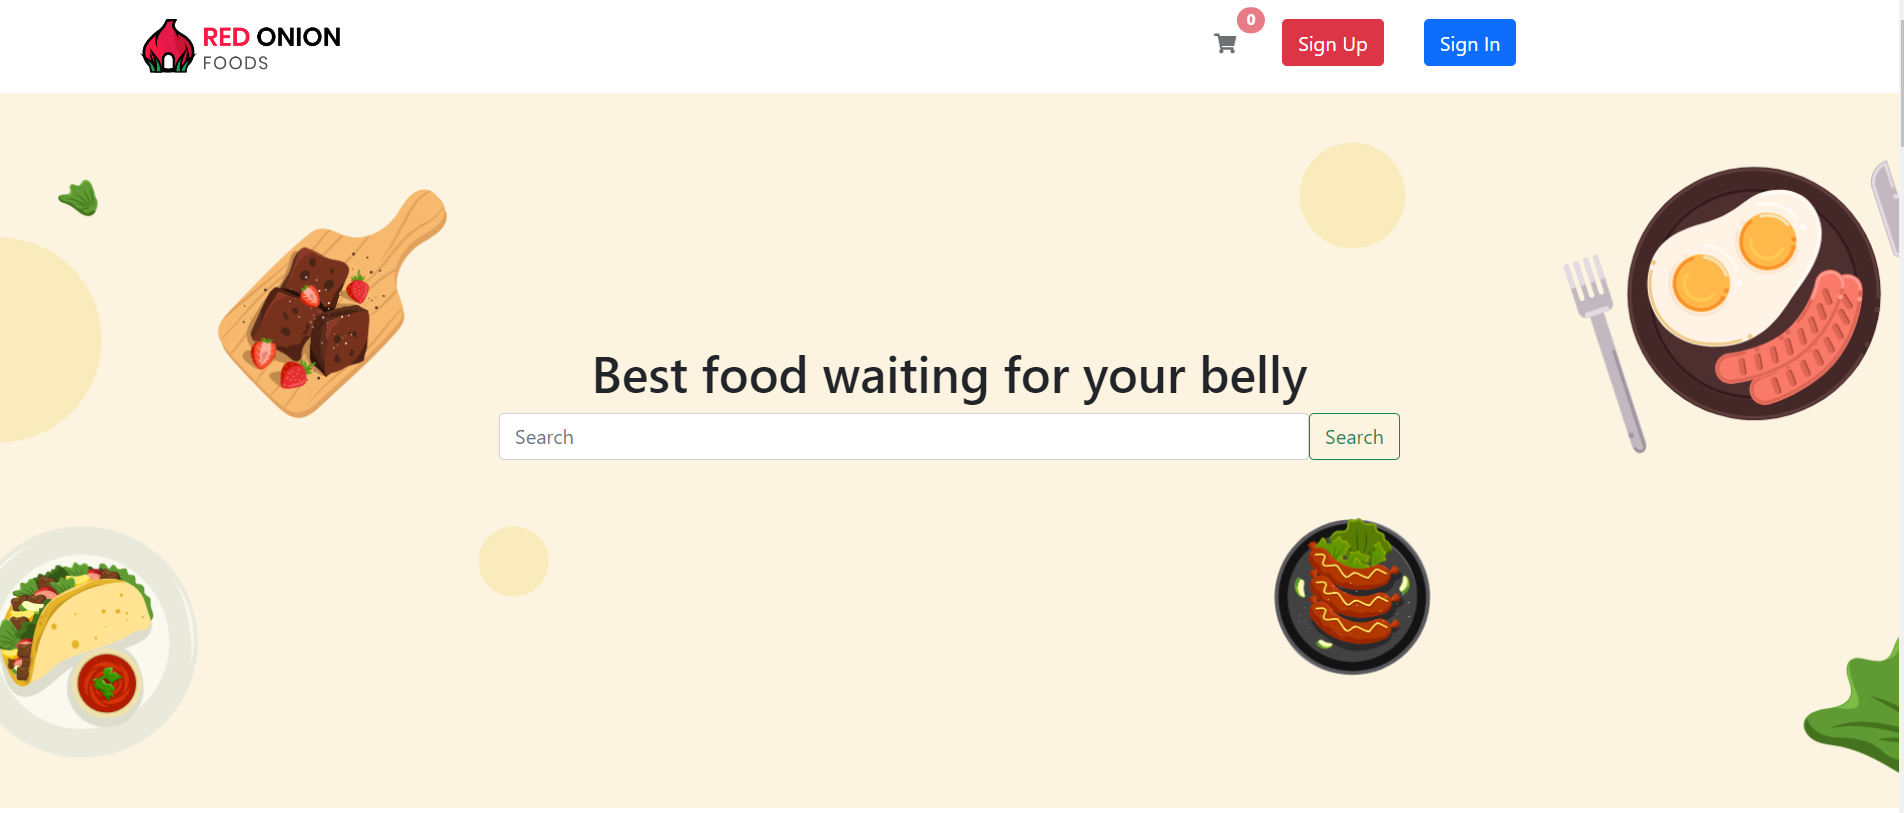 RED ONION
FOODS
0
Sign Up
Sign In
Best food waiting for your belly
Search
Search